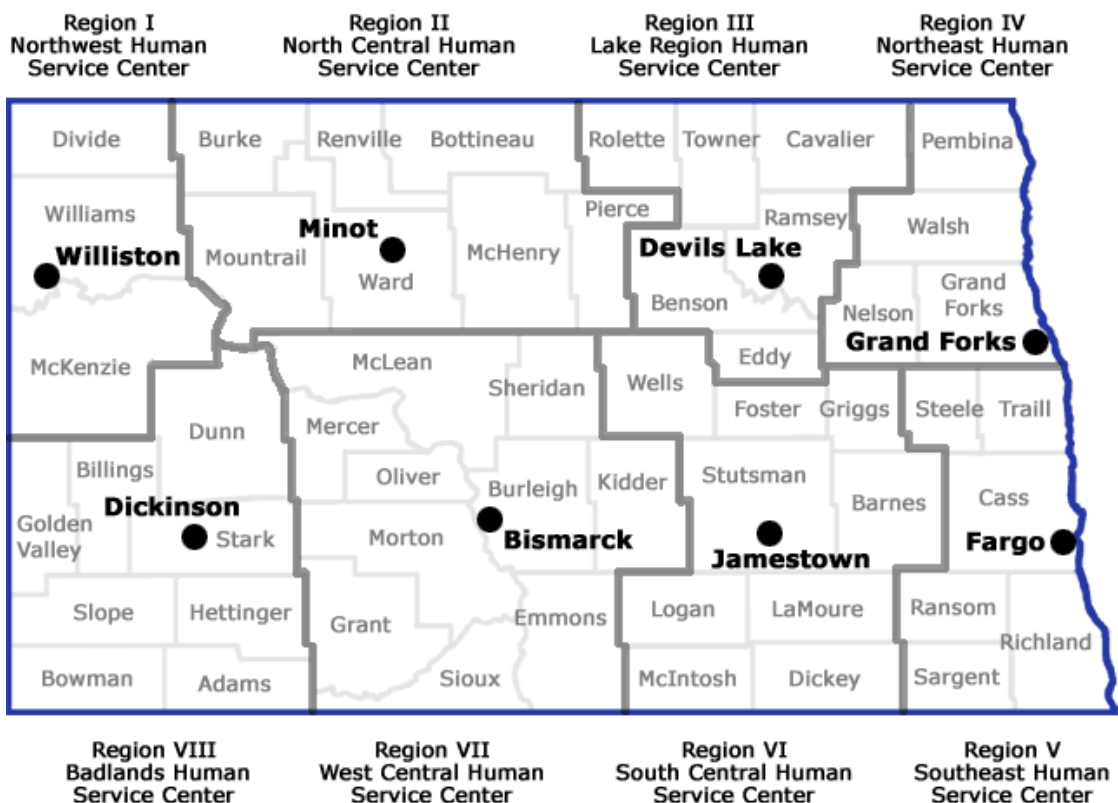 Region I
Northwest Human
Service Center
Region II
North Central Human
Service Center
Region III
Lake Region Human
Service Center
Region IV
Northeast Human
Service Center
Divide
Burke
Renville
Bottineau
Rolette
Towner
Cavalier
Pembina
Williams
Pierce
Ramsey
Walsh
Minot
Williston
Mountrail
McHenry
Devils Lake
Ward
Benson
Nelson
Grand
Forks
Grand Forks
McKenzie
McLean
Eddy
Sheridan
Wells
Foster
Griggs
Steele
Traill
Dunn
Mercer
Billings
Oliver
Burleigh
Kidder
Stutsman
Barnes
Cass
Dickinson
Golden
Valley
Stark
Morton
Bismarck
Jamestown
Fargo
Slope
Hettinger
Grant
Emmons
Logan
LaMoure
Ransom
Richland
Bowman
Adams
Sioux
McIntosh
Dickey
Sargent
Region VIII
Badlands Human
Service Center
Region VII
West Central Human
Service Center
Region VI
South Central Human
Service Center
Region V
Southeast Human
Service Center